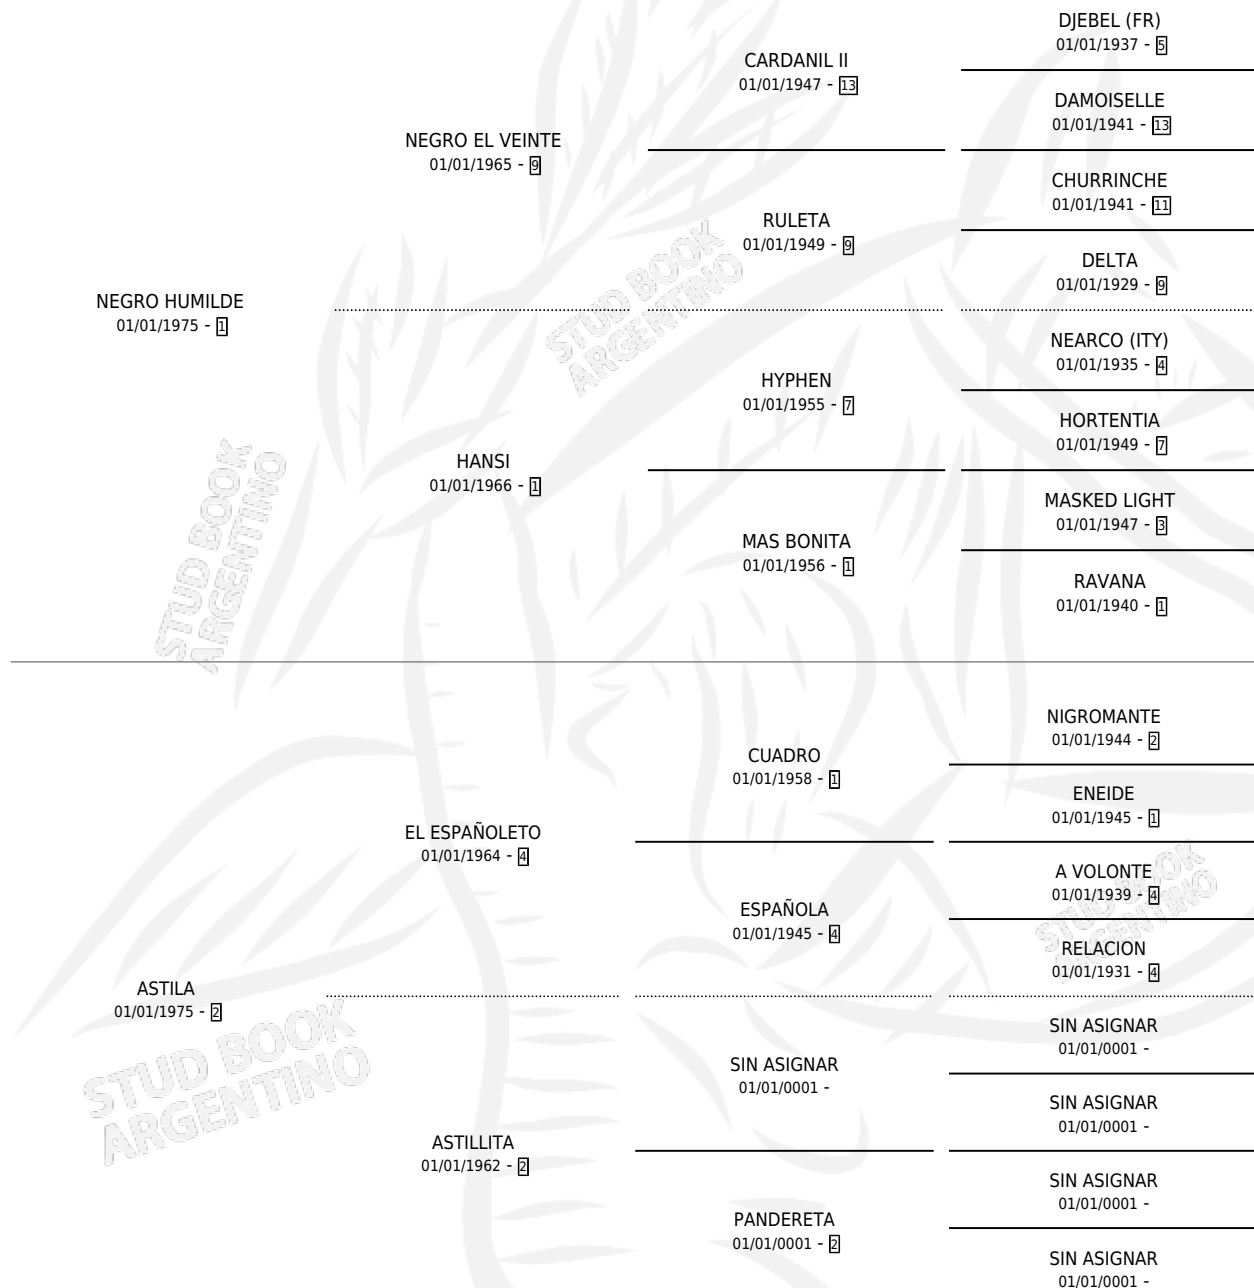 NEGRO HUMILDE
01/01/1975 - 1
NEGRO EL VEINTE
01/01/1965 - 9
HANSI
01/01/1966 - 1
CARDANIL II
01/01/1947 - 13
RULETA
01/01/1949 - 9
HYPHEN
01/01/1955 - 7
MAS BONITA
01/01/1956 - 1
DJEBEL (FR)
01/01/1937 - 5
DAMOISELLE
01/01/1941 - 13
CHURRINCHE
01/01/1941 - 11
DELTA
01/01/1929 - 9
NEARCO (ITY)
01/01/1935 - 4
HORTENTIA
01/01/1949 - 7
MASKED LIGHT
01/01/1947 - 3
RAVANA
01/01/1940 - 1
ASTILA
01/01/1975 - 2
EL ESPAÑOLETO
01/01/1964 - 4
ASTILLITA
01/01/1962 - 2
CUADRO
01/01/1958 - 1
ESPAÑOLA
01/01/1945 - 4
SIN ASIGNAR
01/01/0001 -
PANDERETA
01/01/0001 - 2
NIGROMANTE
01/01/1944 - 2
ENEIDE
01/01/1945 - 1
A VOLONTE
01/01/1939 - 4
RELACION
01/01/1931 - 4
SIN ASIGNAR
01/01/0001 -
SIN ASIGNAR
01/01/0001 -
SIN ASIGNAR
01/01/0001 -
SIN ASIGNAR
01/01/0001 -
STUD BOOK
ARGENTINO
STUD BOOK
ARGENTINO
STUD BOOK
ARGENTINO
STUD BOOK
ARGENTINO